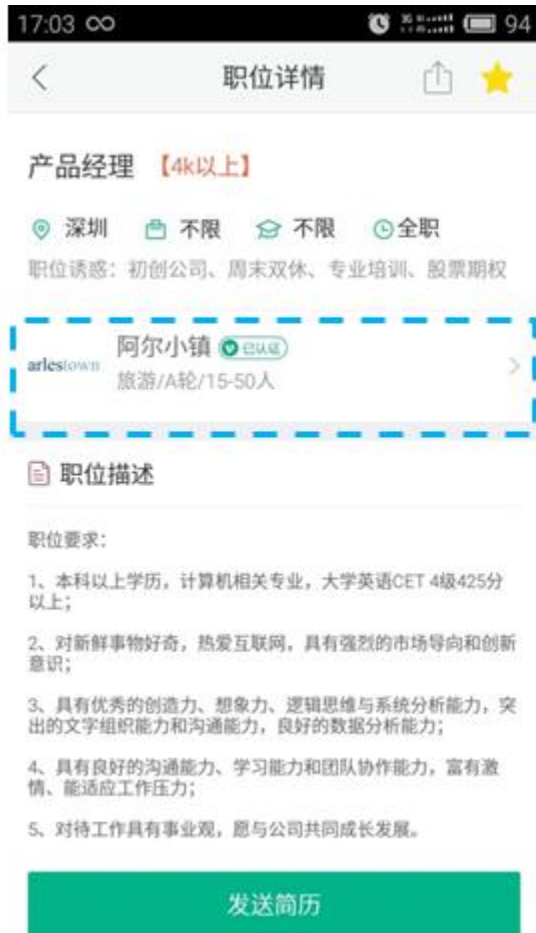 17:03
94
职位详情
产品经理 【4k以上】
深圳 不限 不限 全职
职位诱惑：初创公司、周末双休、专业培训、股票期权
阿尔小镇 已认证
arlestown
旅游/A轮/15-50人
职位描述
职位要求：
1、本科以上学历，计算机相关专业，大学英语CET 4级425分
以上；
2、对新鲜事物好奇，热爱互联网，具有强烈的市场导向和创新
意识；
3、具有优秀的创造力、想象力、逻辑思维与系统分析能力，突
出的文字组织能力和沟通能力，良好的数据分析能力；
4、具有良好的沟通能力、学习能力和团队协作能力，富有激
情、能适应工作压力；
5、对待工作具有事业观，愿与公司共同成长发展。
发送简历